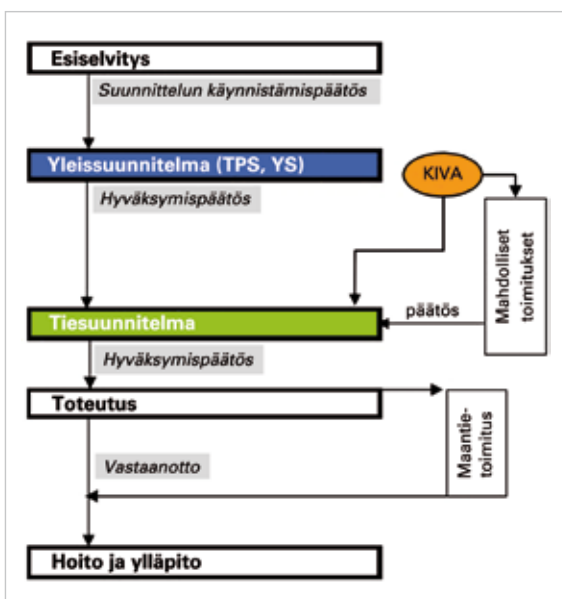 Esiselvitys
Suunnittelun käynnistämispäätös
Yleissuunnitelma (TPS, YS)
KIVA
Hyväksymispäätös
Mahdolliset
toimitukset
päätös
Tiesuunnitelma
Hyväksymispäätös
Toteutus
Maantie-
toimitus
Vastaanotto
Hoito ja ylläpito